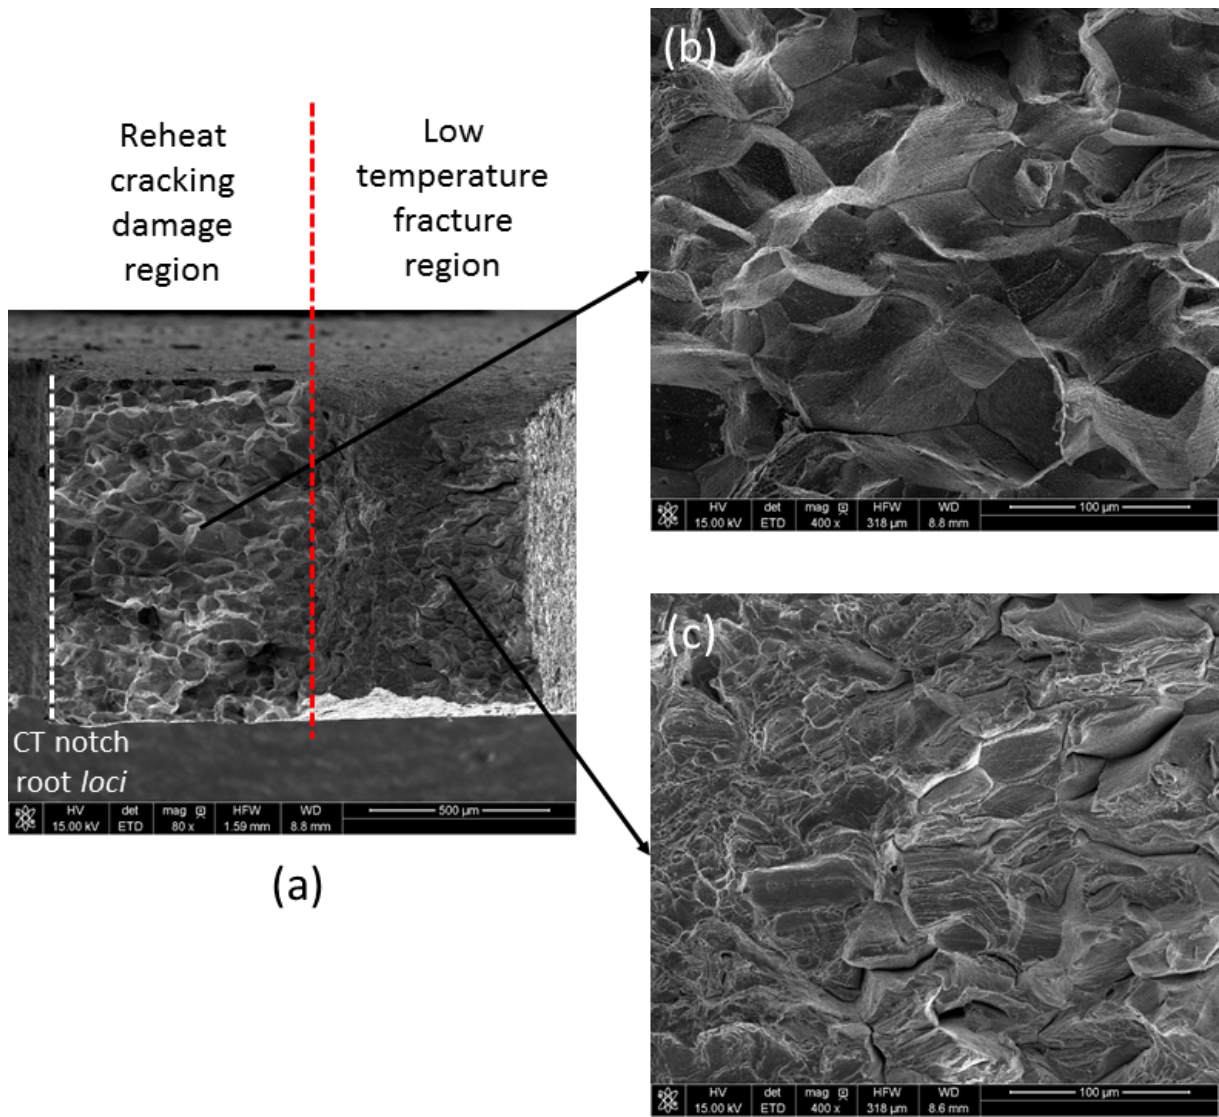 Reheat
cracking
damage
region
Low
temperature
fracture
region
CT notch
root loci
HV det mag HFW WD
15.00 kV ETD 80 x 1.59 mm 8.8 mm 500 µm
(a)
(b)
HV det mag HFW WD
15.00 kV ETD 400 x 318 µm 8.8 mm 100 µm
(c)
HV det mag HFW WD
15.00 kV ETD 400 x 318 µm 8.6 mm 100 µm